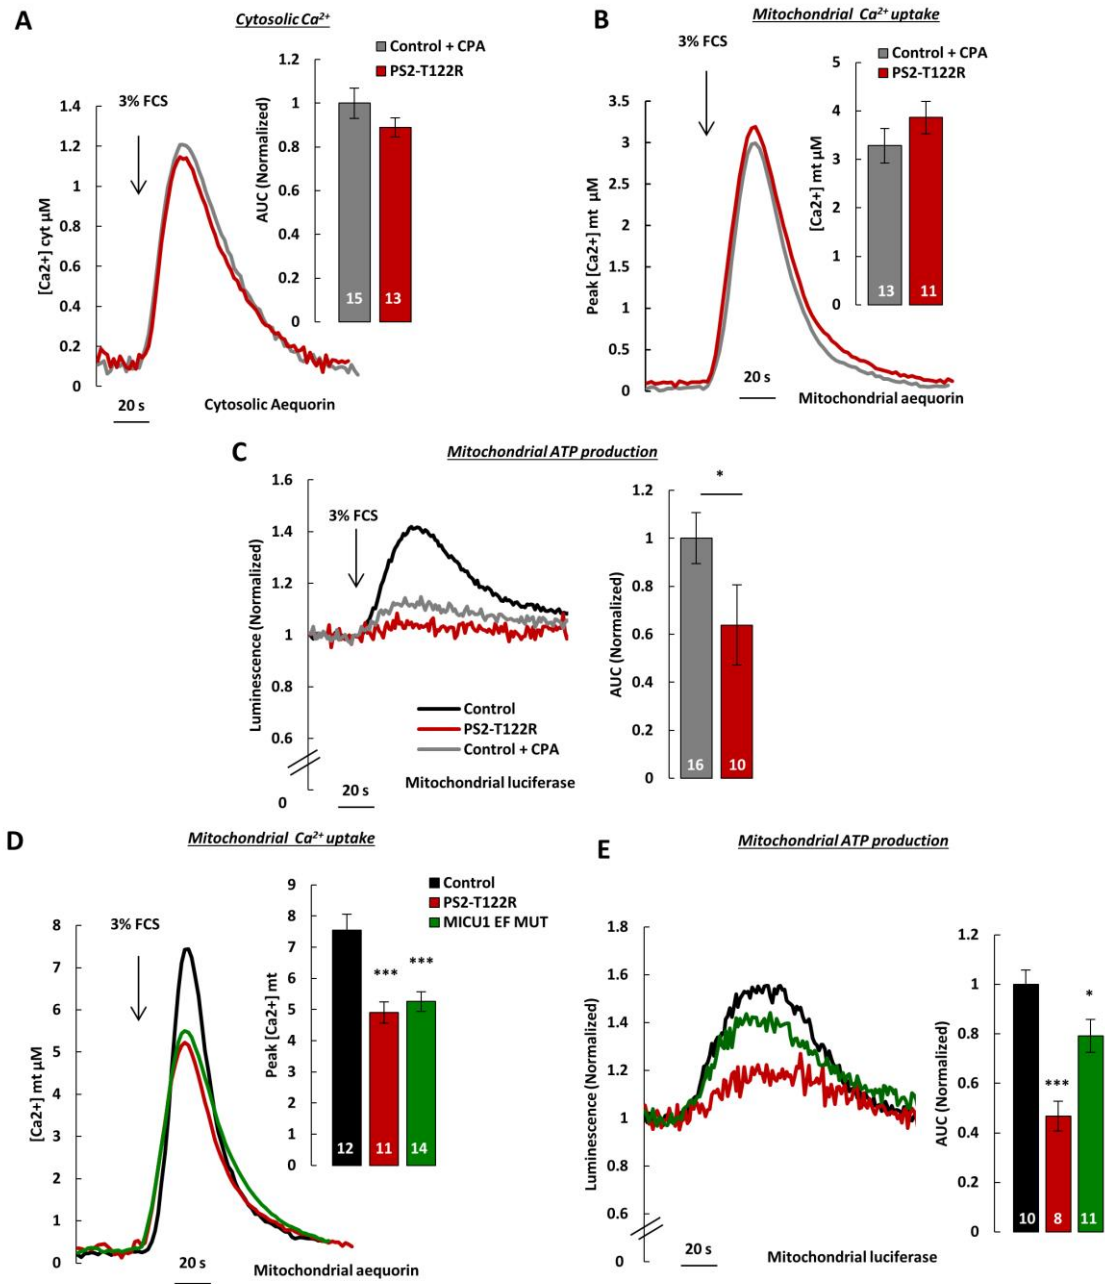 A
Cytosolic Ca²⁺
Control + CPA
PS2-T122R
3% FCS
[Ca2+] cyt µM
1.4
1.2
1
0.8
0.6
0.4
0.2
0
AUC (Normalized)
1.2
1
0.8
0.6
0.4
0.2
0
15
13
20 s
Cytosolic Aequorin
B
Mitochondrial Ca²⁺ uptake
3% FCS
Control + CPA
PS2-T122R
Peak [Ca2+] mt µM
3.5
3
2.5
2
1.5
1
0.5
0
[Ca2+] mt µM
5
4
3
2
1
0
13
11
20 s
Mitochondrial aequorin
C
Mitochondrial ATP production
3% FCS
Luminescence (Normalized)
1.6
1.4
1.2
1
0.8
0.6
0
Control
PS2-T122R
Control + CPA
20 s
Mitochondrial luciferase
AUC (Normalized)
1.2
1
0.8
0.6
0.4
0.2
0
*
16
10
D
Mitochondrial Ca²⁺ uptake
3% FCS
Control
PS2-T122R
MICU1 EF MUT
[Ca2+] mt µM
8
7
6
5
4
3
2
1
0
Peak [Ca2+] mt
9
8
7
6
5
4
3
2
1
0
***
***
12
11
14
20 s
Mitochondrial aequorin
E
Mitochondrial ATP production
Luminescence (Normalized)
1.8
1.6
1.4
1.2
1
0.8
0.6
0
20 s
Mitochondrial luciferase
AUC (Normalized)
1.2
1
0.8
0.6
0.4
0.2
0
***
*
10
8
11